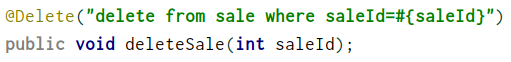 @Delete("delete from sale where saleId=#{saleId}")
public void deleteSale(int saleId);